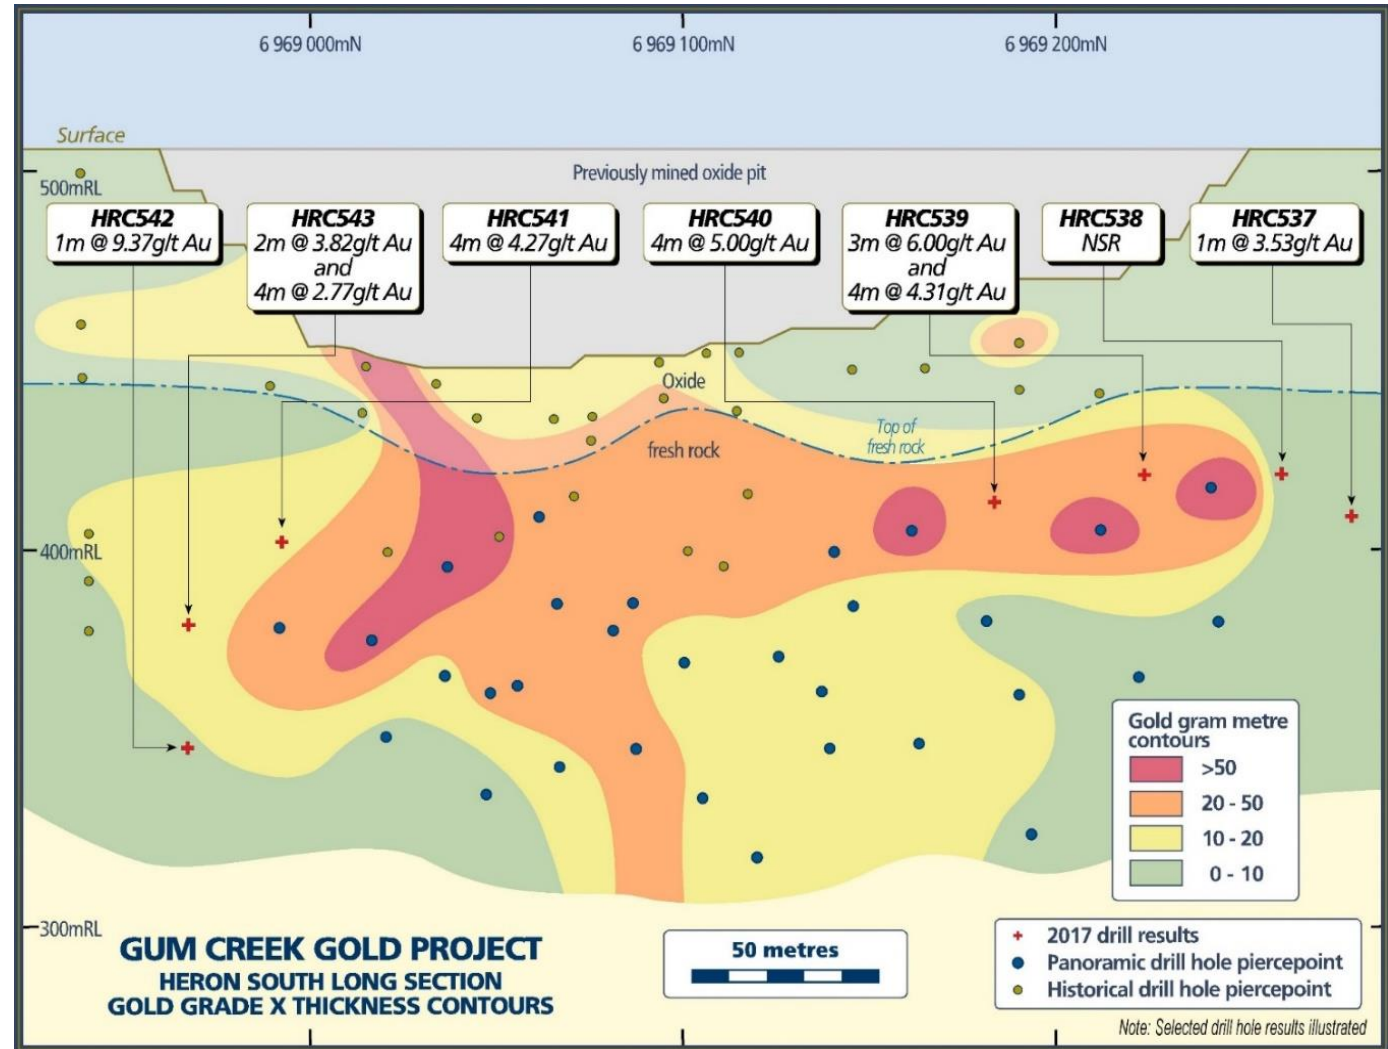 6 969 000mN
6 969 100mN
6 969 200mN
Surface
Previously mined oxide pit
500mRL
HRC542
1m @ 9.37g/t Au
HRC543
2m @ 3.82g/t Au
and
4m @ 2.77g/t Au
HRC541
4m @ 4.27g/t Au
HRC540
4m @ 5.00g/t Au
HRC539
3m @ 6.00g/t Au
and
4m @ 4.31g/t Au
HRC538
NSR
HRC537
1m @ 3.53g/t Au
Oxide
fresh rock
Top of
fresh rock
400mRL
Gold gram metre
contours
>50
20 - 50
10 - 20
0 - 10
300mRL
GUM CREEK GOLD PROJECT
HERON SOUTH LONG SECTION
GOLD GRADE X THICKNESS CONTOURS
50 metres
2017 drill results
Panoramic drill hole piercepoint
Historical drill hole piercepoint
Note: Selected drill hole results illustrated